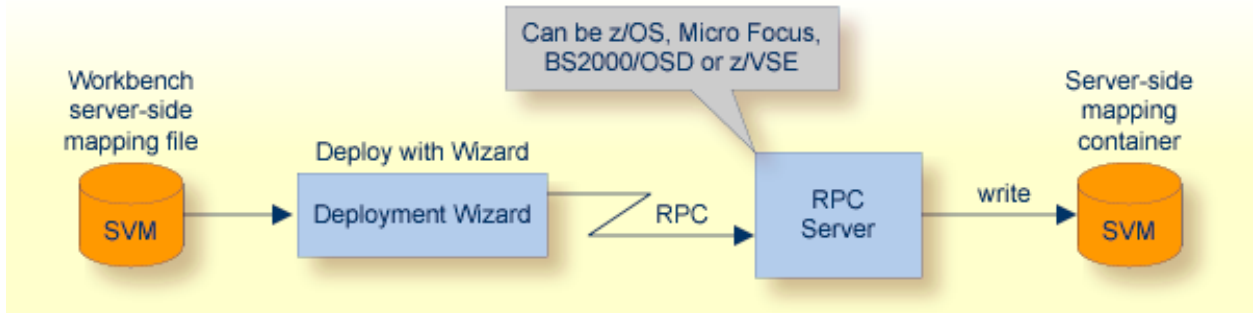 Can be z/OS, Micro Focus,
BS2000/OSD or z/VSE
Workbench
server-side
mapping file
SVM
Deploy with Wizard
Deployment Wizard
RPC
RPC
Server
write
Server-side
mapping
container
SVM